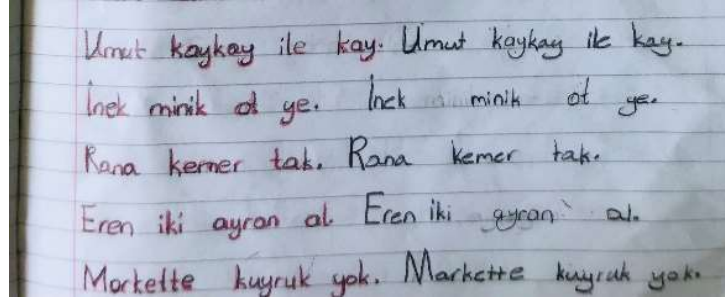 Umut kaykay ile kay. Umut kaykay ile kay.
İnek minik ot ye. İnek minik ot ye.
Rana kemer tak. Rana kemer tak.
Eren iki ayran al. Eren iki ayran al.
Markette kuyruk yok. Markette kuyruk yok.